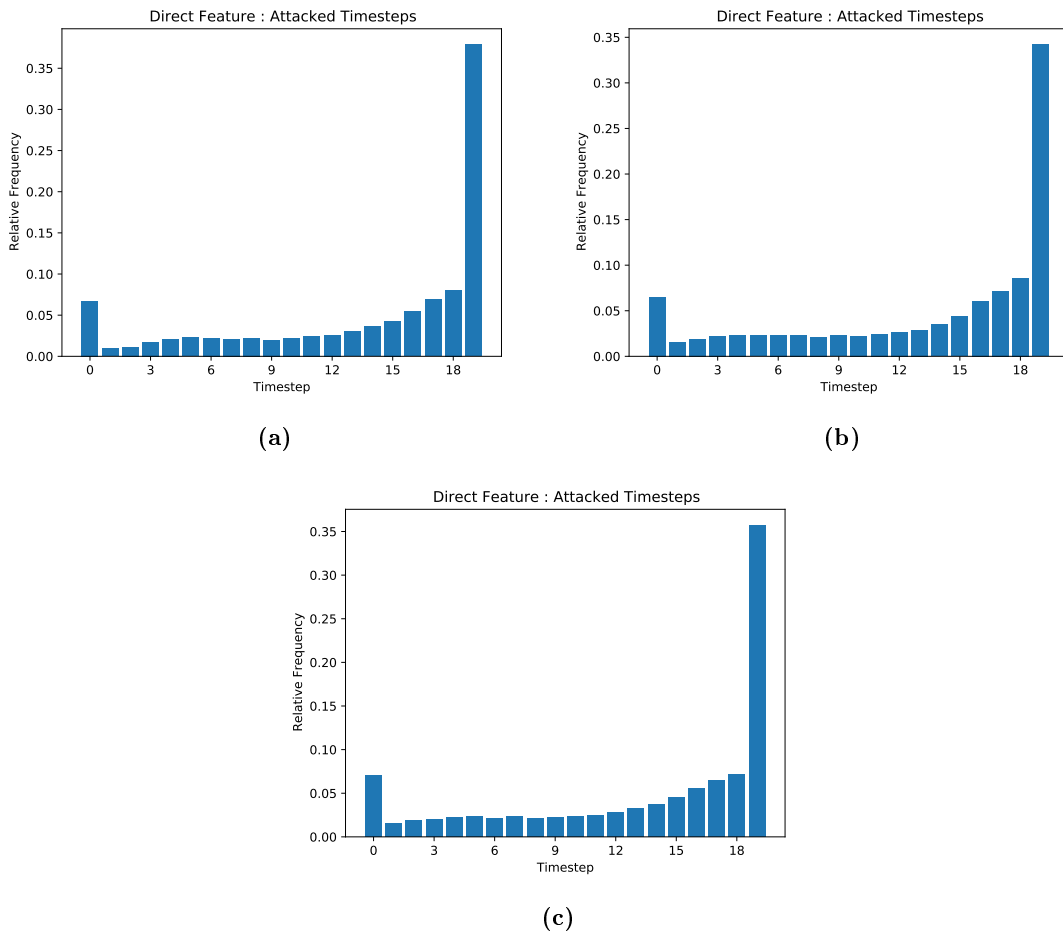 Direct Feature : Attacked Timesteps
Relative Frequency
0.35
0.30
0.25
0.20
0.15
0.10
0.05
0.00
0 3 6 9 12 15 18
Timestep
(a)
Direct Feature : Attacked Timesteps
Relative Frequency
0.35
0.30
0.25
0.20
0.15
0.10
0.05
0.00
0 3 6 9 12 15 18
Timestep
(b)
Direct Feature : Attacked Timesteps
Relative Frequency
0.35
0.30
0.25
0.20
0.15
0.10
0.05
0.00
0 3 6 9 12 15 18
Timestep
(c)